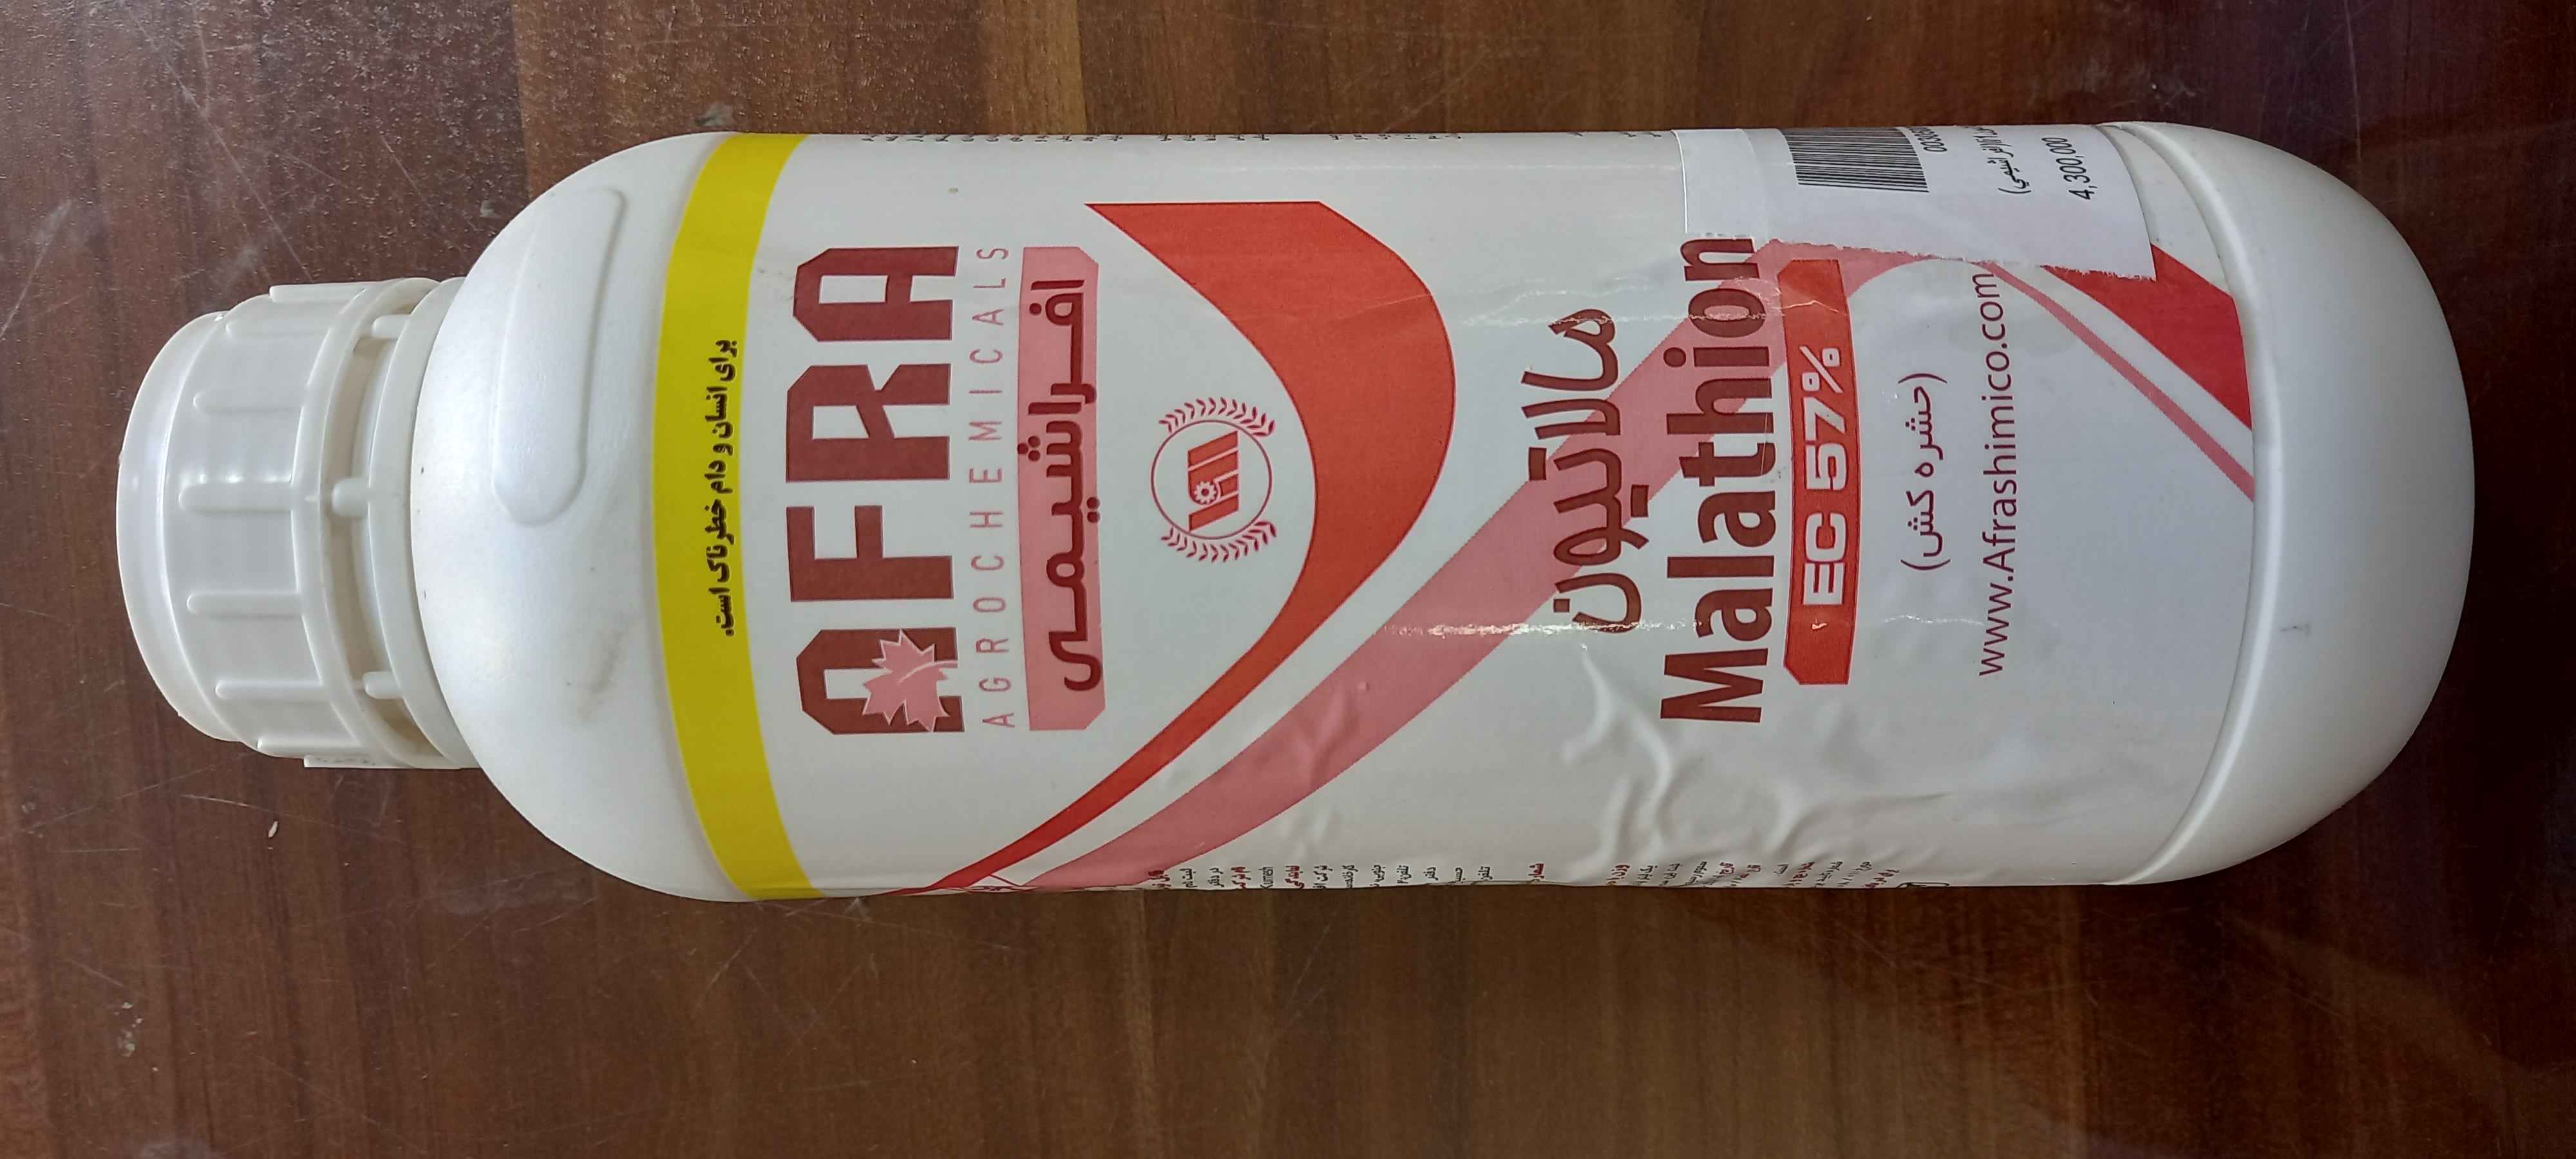 برای انسان و دام خطرناک است.
AFRA
AGROCHEMICALS
افراشیمی
مالاتیون
Malathion
EC 57%
(حشره کش)
www.Afrashimico.com
افراشیمی)
4,300,000